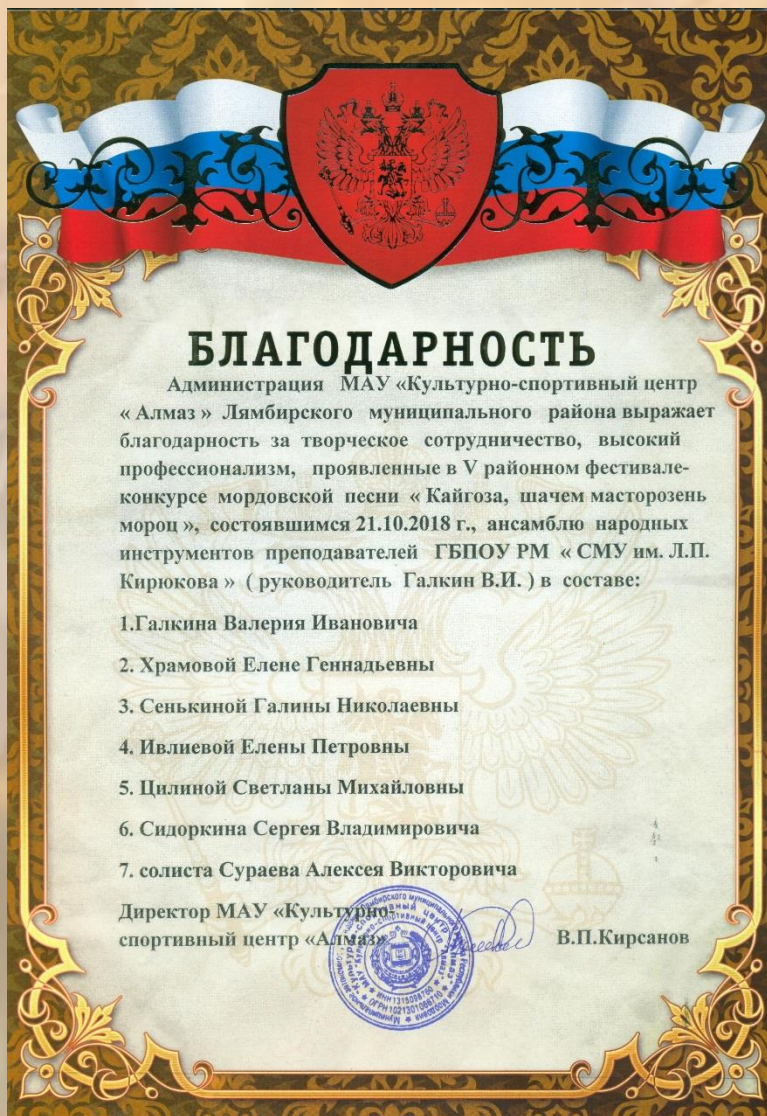 БЛАГОДАРНОСТЬ
Администрация МАУ «Культурно-спортивный центр
« Алмаз » Лямбирского муниципального района выражает
благодарность за творческое сотрудничество, высокий
профессионализм, проявленные в V районном фестивале-
конкурсе мордовской песни « Кайгоза, шачем масторозень
мороц », состоявшимся 21.10.2018 г., ансамблю народных
инструментов преподавателей ГБПОУ РМ « СМУ им. Л.П.
Кирюкова » ( руководитель Галкин В.И. ) в составе:
1.Галкина Валерия Ивановича
2. Храмовой Елене Геннадьевны
3. Сенькиной Галины Николаевны
4. Ивлиевой Елены Петровны
5. Цилиной Светланы Михайловны
6. Сидоркина Сергея Владимировича
7. солиста Сураева Алексея Викторовича
Директор МАУ «Культурно-
спортивный центр «Алмаз»
В.П.Кирсанов